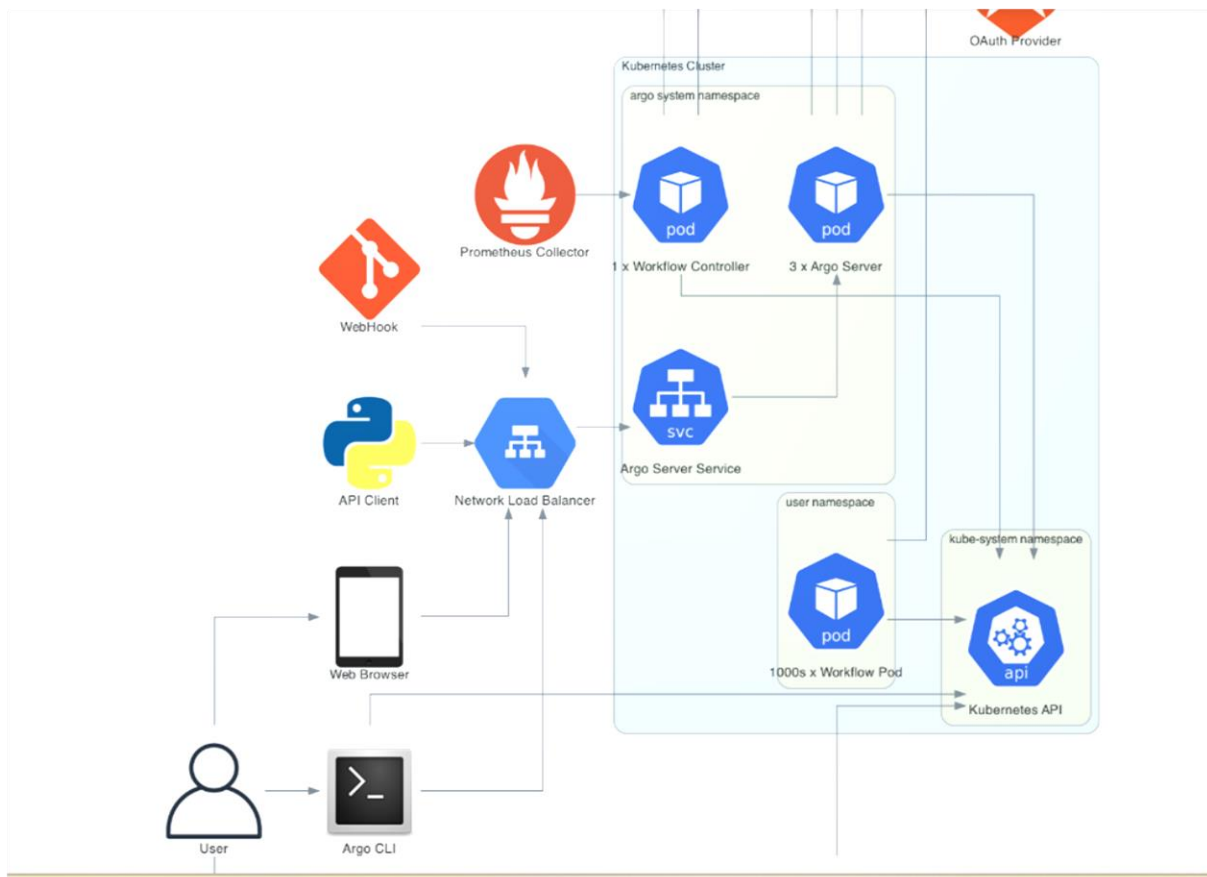 OAuth Provider
Kubernetes Cluster
argo system namespace
pod
pod
Prometheus Collector
1 x Workflow Controller
3 x Argo Server
WebHook
svc
Argo Server Service
API Client
Network Load Balancer
user namespace
kube-system namespace
pod
api
Web Browser
1000s x Workflow Pod
Kubernetes API
>_
User
Argo CLI